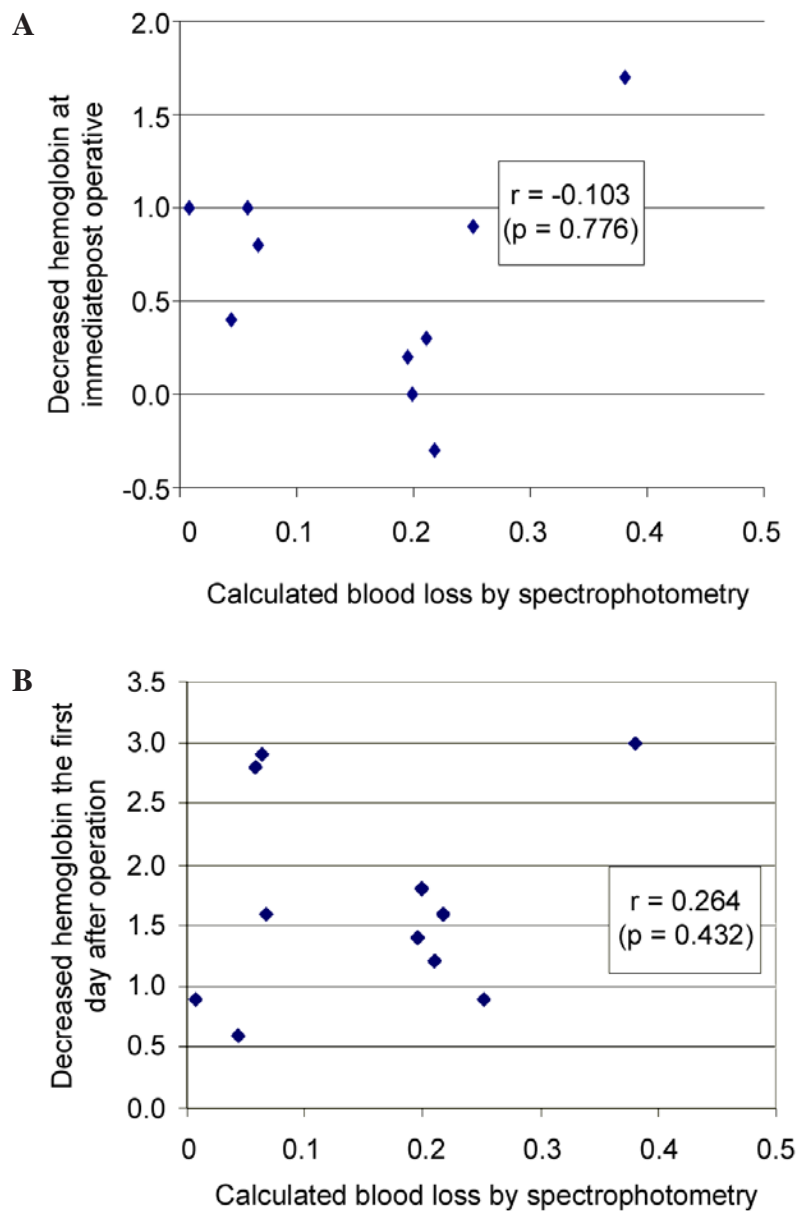 A
Decreased hemoglobin at
immediatepost operative
2.0
1.5
1.0
0.5
0.0
-0.5
r = -0.103
(p = 0.776)
0 0.1 0.2 0.3 0.4 0.5
Calculated blood loss by spectrophotometry
B
Decreased hemoglobin the first
day after operation
3.5
3.0
2.5
2.0
1.5
1.0
0.5
0.0
r = 0.264
(p = 0.432)
0 0.1 0.2 0.3 0.4 0.5
Calculated blood loss by spectrophotometry